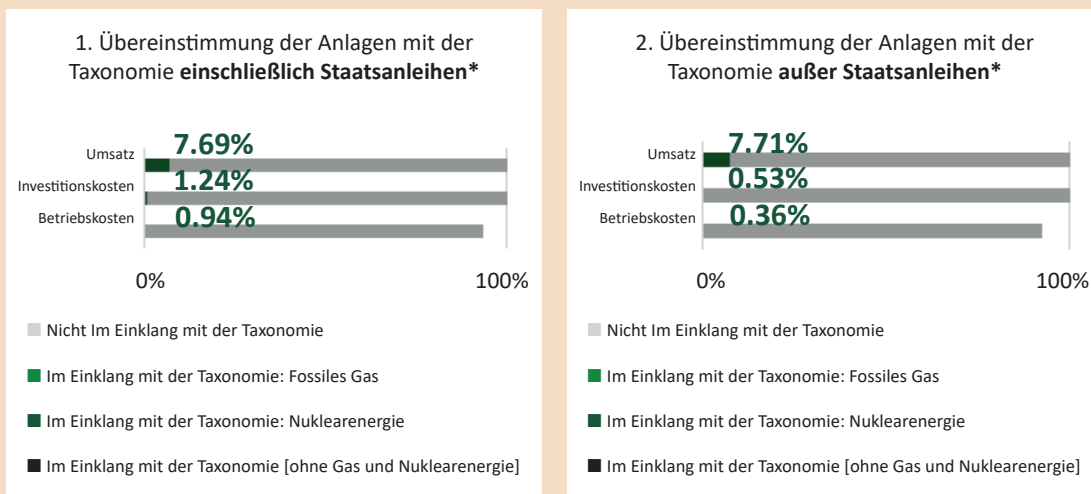 1. Übereinstimmung der Anlagen mit der
Taxonomie einschließlich Staatsanleihen*
Umsatz
7.69%
Investitionskosten
1.24%
Betriebskosten
0.94%
0%
100%
Nicht Im Einklang mit der Taxonomie
Im Einklang mit der Taxonomie: Fossiles Gas
Im Einklang mit der Taxonomie: Nuklearenergie
Im Einklang mit der Taxonomie [ohne Gas und Nuklearenergie]
2. Übereinstimmung der Anlagen mit der
Taxonomie außer Staatsanleihen*
Umsatz
7.71%
Investitionskosten
0.53%
Betriebskosten
0.36%
0%
100%
Nicht Im Einklang mit der Taxonomie
Im Einklang mit der Taxonomie: Fossiles Gas
Im Einklang mit der Taxonomie: Nuklearenergie
Im Einklang mit der Taxonomie [ohne Gas und Nuklearenergie]